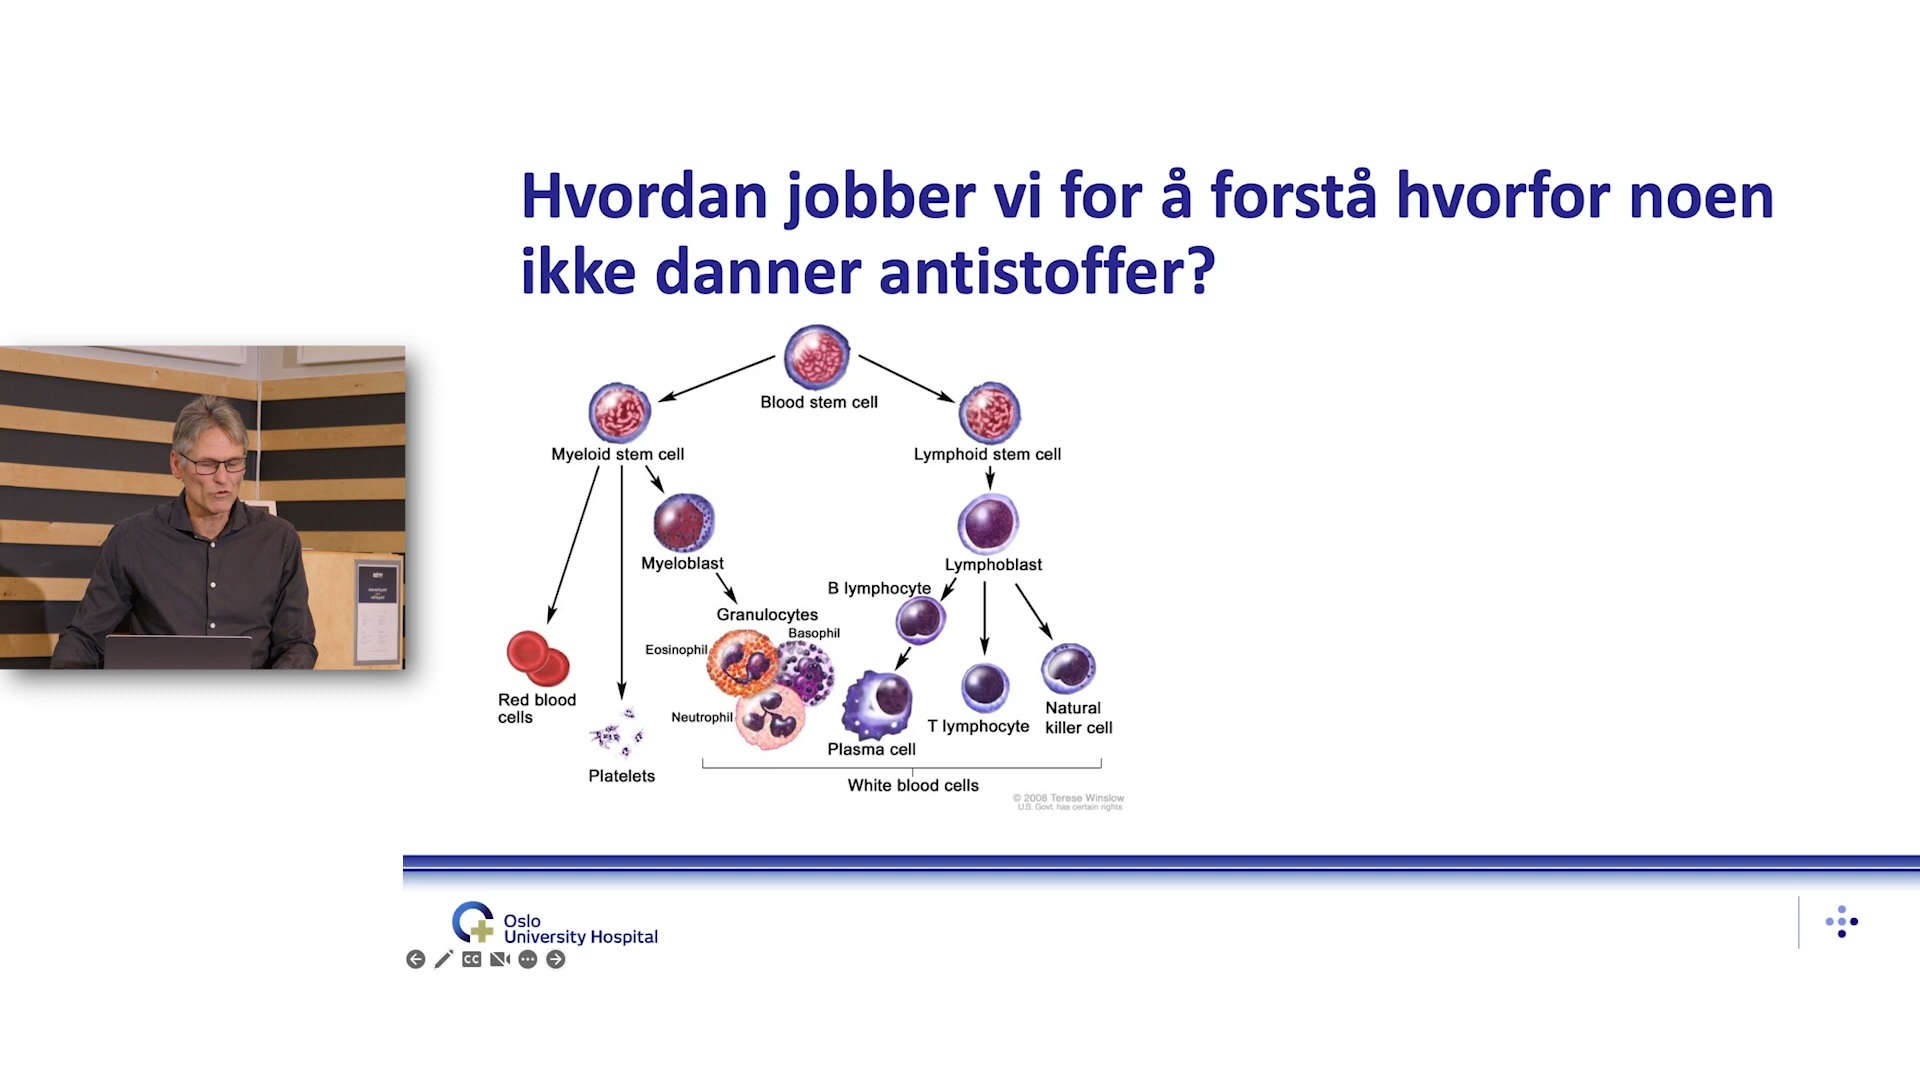 Hvordan jobber vi for å forstå hvorfor noen
ikke danner antistoffer?
Blood stem cell
Myeloid stem cell
Lymphoid stem cell
Myeloblast
Lymphoblast
B lymphocyte
Granulocytes
Basophil
Eosinophil
Neutrophil
Red blood
cells
Platelets
Plasma cell
T lymphocyte
Natural
killer cell
White blood cells
© 2008 Terese Winslow
U.S. Govt. has certain rights
Oslo
University Hospital
CC